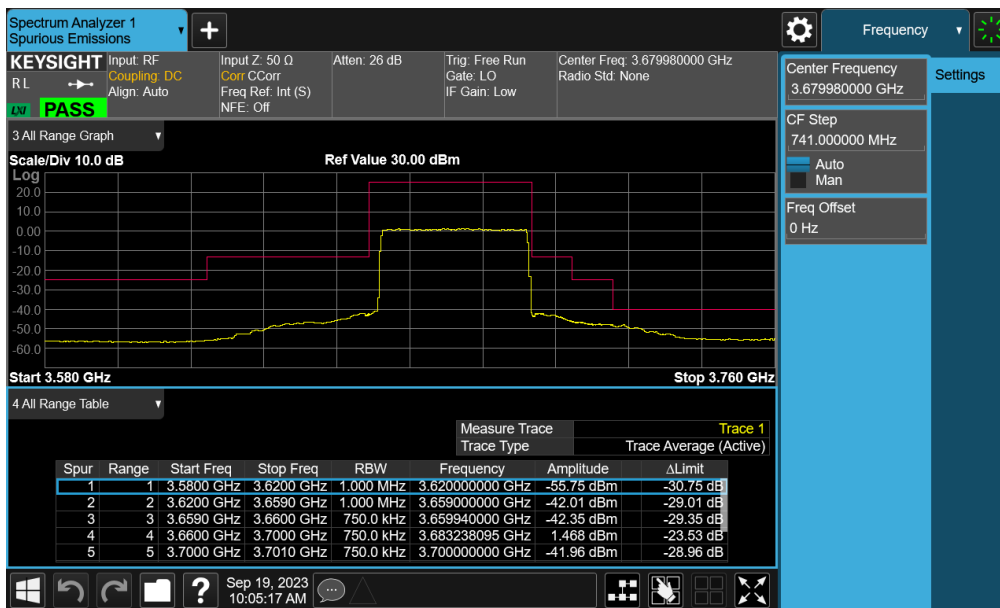 Spectrum Analyzer 1
Spurious Emissions
Frequency
KEYSIGHT
R L
LXI
PASS
Input: RF
Coupling: DC
Align: Auto
Input Z: 50 Ω
Corr CCorr
Freq Ref: Int (S)
NFE: Off
Atten: 26 dB
Trig: Free Run
Gate: LO
IF Gain: Low
Center Freq: 3.679980000 GHz
Radio Std: None
Center Frequency
3.679980000 GHz
Settings
CF Step
741.000000 MHz
Auto
Man
Freq Offset
0 Hz
3 All Range Graph
Scale/Div 10.0 dB
Ref Value 30.00 dBm
Log
20.0
10.0
0.00
-10.0
-20.0
-30.0
-40.0
-50.0
-60.0
Start 3.580 GHz
Stop 3.760 GHz
4 All Range Table
Measure Trace Trace 1
Trace Type Trace Average (Active)
Spur Range Start Freq Stop Freq RBW Frequency Amplitude ΔLimit
1 1 3.5800 GHz 3.6200 GHz 1.000 MHz 3.620000000 GHz -55.75 dBm -30.75 dB
2 2 3.6200 GHz 3.6590 GHz 1.000 MHz 3.659000000 GHz -42.01 dBm -29.01 dB
3 3 3.6590 GHz 3.6600 GHz 750.0 kHz 3.659940000 GHz -42.35 dBm -29.35 dB
4 4 3.6600 GHz 3.7000 GHz 750.0 kHz 3.683238095 GHz 1.468 dBm -23.53 dB
5 5 3.7000 GHz 3.7010 GHz 750.0 kHz 3.700000000 GHz -41.96 dBm -28.96 dB
?
Sep 19, 2023
10:05:17 AM